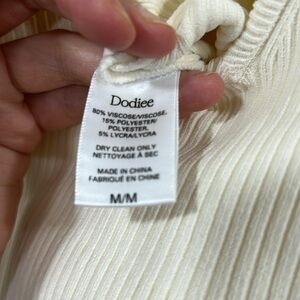 Dodiee
80% VISCOSE/VISCOSE.
15% POLYESTER/
POLYESTER.
5% LYCRA/LYCRA
DRY CLEAN ONLY
NETTOYAGE À SEC
MADE IN CHINA
FABRIQUÉ EN CHINE
M/M